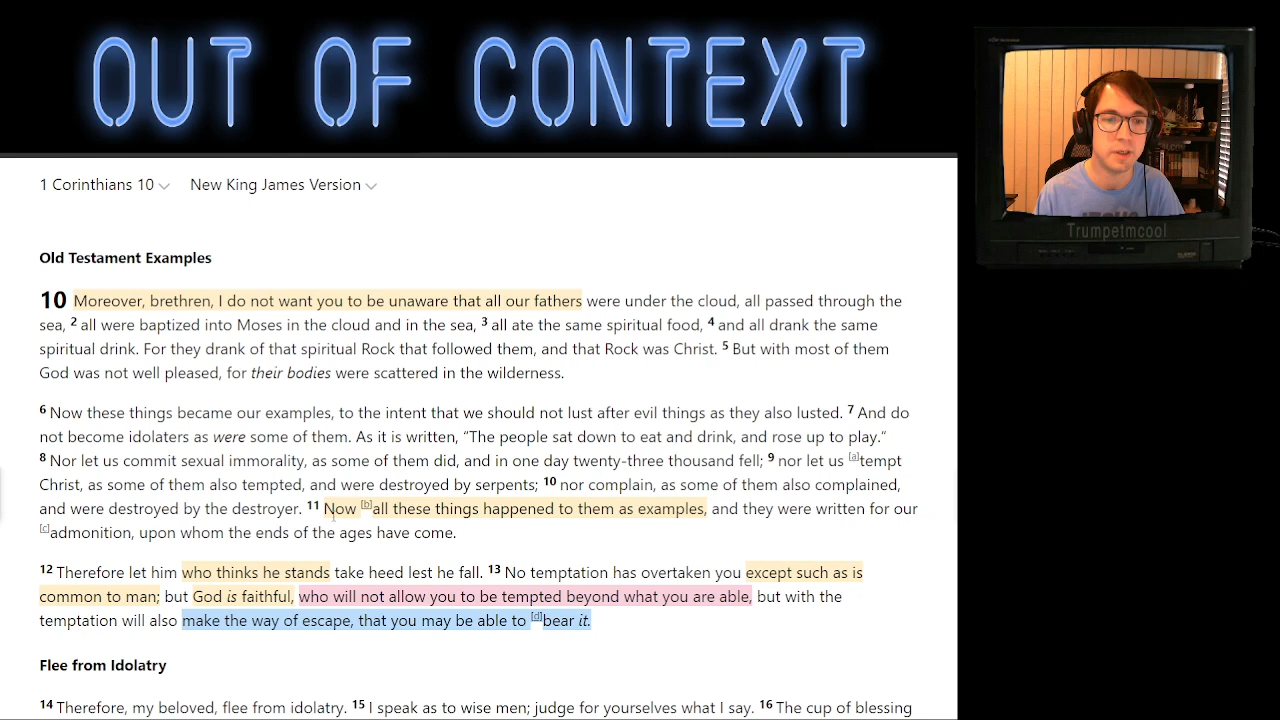 OUT OF CONTEXT
1 Corinthians 10 New King James Version
Trumpetmcool
Old Testament Examples
10 Moreover, brethren, I do not want you to be unaware that all our fathers were under the cloud, all passed through the
sea, 2 all were baptized into Moses in the cloud and in the sea, 3 all ate the same spiritual food, 4 and all drank the same
spiritual drink. For they drank of that spiritual Rock that followed them, and that Rock was Christ. 5 But with most of them
God was not well pleased, for their bodies were scattered in the wilderness.
6 Now these things became our examples, to the intent that we should not lust after evil things as they also lusted. 7 And do
not become idolaters as were some of them. As it is written, “The people sat down to eat and drink, and rose up to play.”
8 Nor let us commit sexual immorality, as some of them did, and in one day twenty-three thousand fell; 9 nor let us [a]tempt
Christ, as some of them also tempted, and were destroyed by serpents; 10 nor complain, as some of them also complained,
and were destroyed by the destroyer. 11 Now [b]all these things happened to them as examples, and they were written for our
[c]admonition, upon whom the ends of the ages have come.
12 Therefore let him who thinks he stands take heed lest he fall. 13 No temptation has overtaken you except such as is
common to man; but God is faithful, who will not allow you to be tempted beyond what you are able, but with the
temptation will also make the way of escape, that you may be able to [d]bear it.
Flee from Idolatry
14 Therefore, my beloved, flee from idolatry. 15 I speak as to wise men; judge for yourselves what I say. 16 The cup of blessing